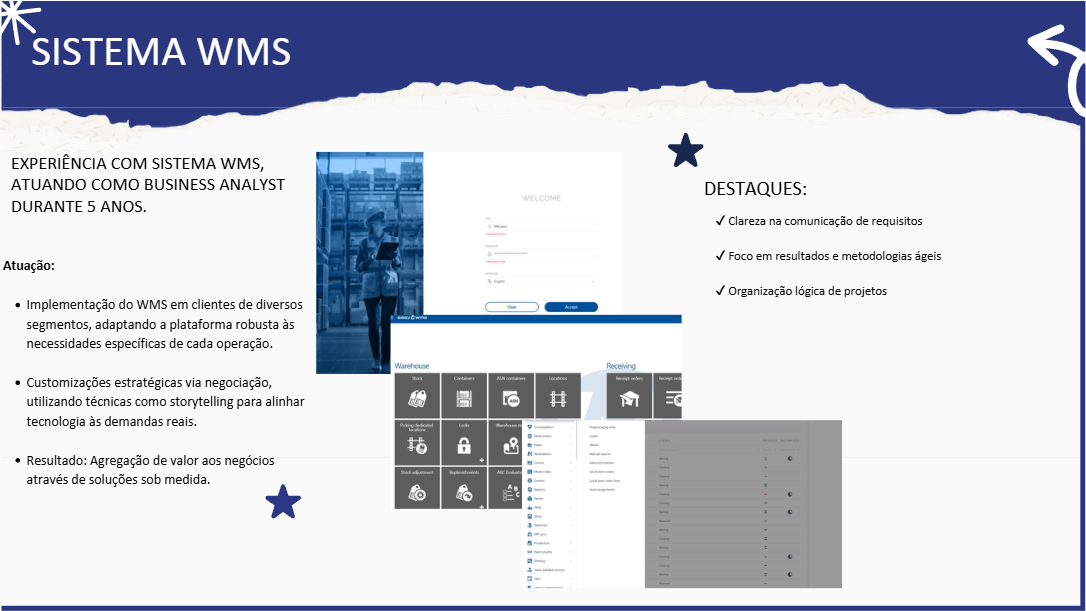 SISTEMA WMS
EXPERIÊNCIA COM SISTEMA WMS,
ATUANDO COMO BUSINESS ANALYST
DURANTE 5 ANOS.
Atuação:
• Implementação do WMS em clientes de diversos
segmentos, adaptando a plataforma robusta às
necessidades específicas de cada operação.
• Customizações estratégicas via negociação,
utilizando técnicas como storytelling para alinhar
tecnologia às demandas reais.
• Resultado: Agregação de valor aos negócios
através de soluções sob medida.
WELCOME
Language
English
Clear Accept
easy wms
Warehouse
Receiving
Stock Containers ASN containers Locations Receipt orders
Picking dedicated
locations
Locks
Stock adjustment Replenishments ABC
DESTAQUES:
✓ Clareza na comunicação de requisitos
✓ Foco em resultados e metodologias ágeis
✓ Organização lógica de projetos